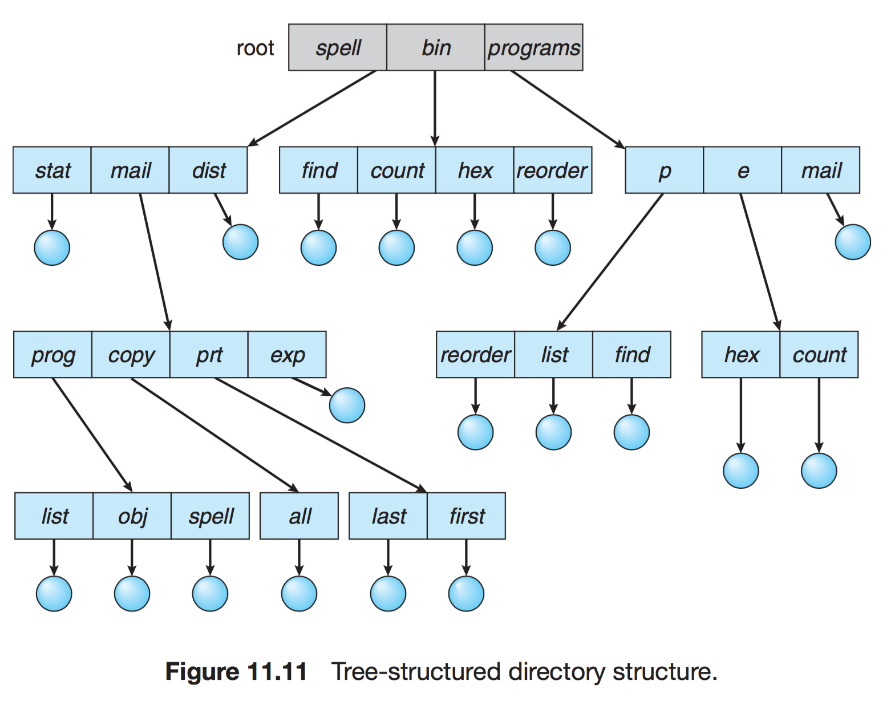 root spell bin programs
stat mail dist find count hex reorder p e mail
prog copy prt exp reorder list find hex count
list obj spell all last first
Figure 11.11 Tree-structured directory structure.